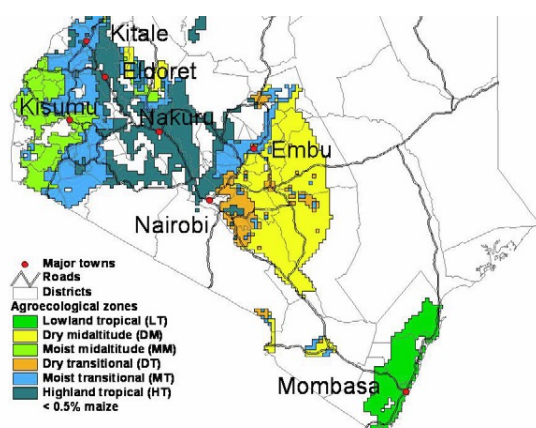 Kitale
Eldoret
Kisumu
Nakuru
Embu
Nairobi
Mombasa
Major towns
Roads
Districts
Agroecological zones
Lowland tropical (LT)
Dry midaltitude (DM)
Moist midaltitude (MM)
Dry transitional (DT)
Moist transitional (MT)
Highland tropical (HT)
< 0.5% maize